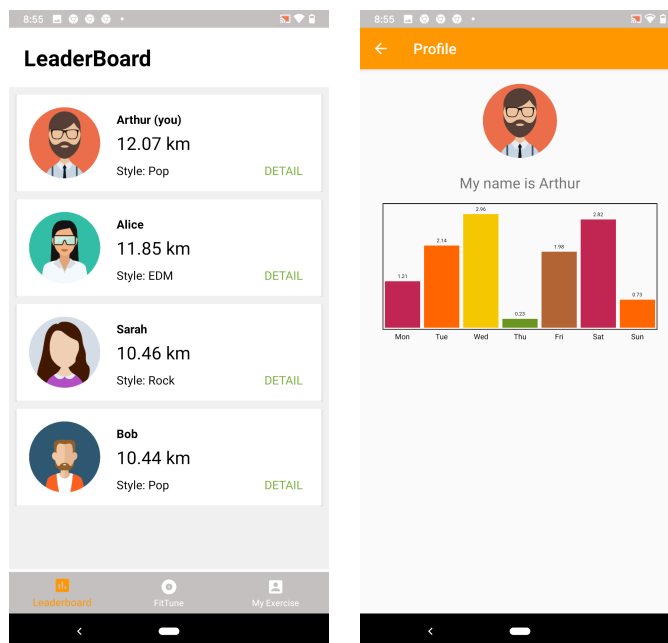 8:55
LeaderBoard
Arthur (you)
12.07 km
Style: Pop
DETAIL
Alice
11.85 km
Style: EDM
DETAIL
Sarah
10.46 km
Style: Rock
DETAIL
Bob
10.44 km
Style: Pop
DETAIL
Leaderboard
FitTune
My Exercise
8:55
Profile
My name is Arthur
1.21
2.14
2.96
0.23
1.98
2.82
0.73
Mon
Tue
Wed
Thu
Fri
Sat
Sun